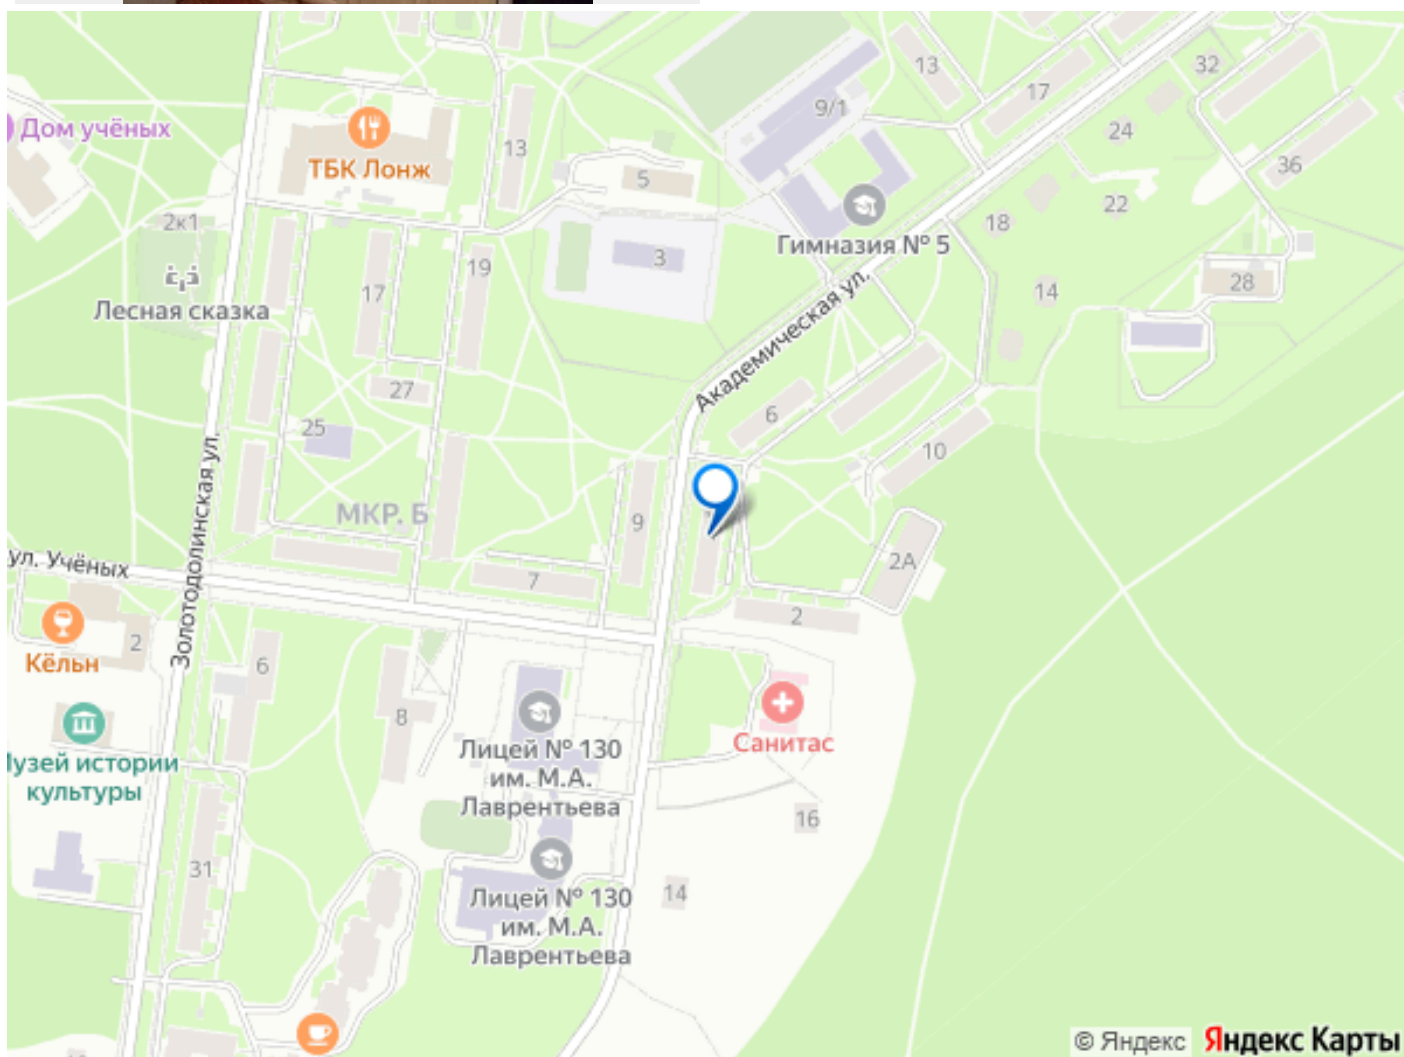 13
32
17
9/1
24
Дом учёных
ТБК Лонж
13
36
5
22
2к1
18
Гимназия № 5
3
19
Лесная сказка
17
14
28
Академическая ул.
27
6
25
10
Золотодолинская ул.
МКР. Б
9
ул. Учёных
7
2А
2
2
Кёльн
6
8
Санитас
Лицей № 130
им. М.А.
Лаврентьева
узей истории
культуры
16
31
14
Лицей № 130
им. М.А.
Лаврентьева
© Яндекс Яндекс Карты